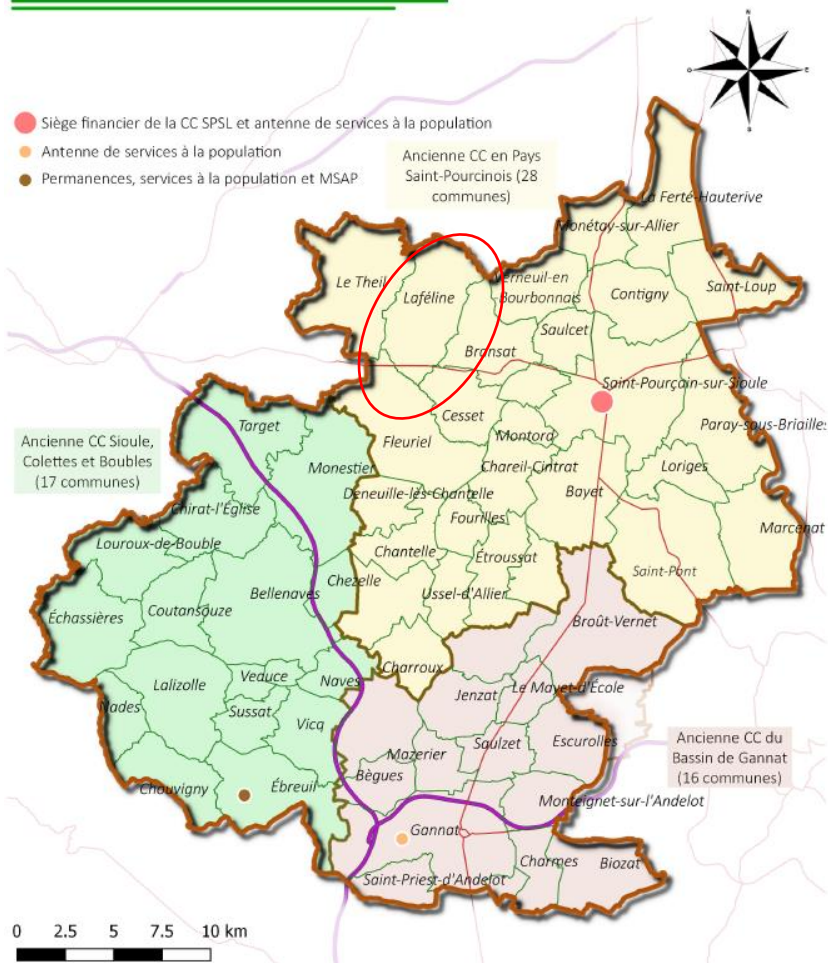 N
O
E
S
Siège financier de la CC SPSL et antenne de services à la population
Antenne de services à la population
Permanences, services à la population et MSAP
Ancienne CC en Pays
Saint-Pourcinois (28
communes)
La Ferté-Hauterive
Monétay-sur-Allier
Le Theil
Laféline
Verneuil-en
Bourbonnais
Contigny
Saint-Loup
Saulcet
Bransat
Saint-Pourçain-sur-Sioule
Cesset
Paray-sous-Briailles
Target
Fleuriel
Montord
Ancienne CC Sioule,
Colettes et Boubles
(17 communes)
Monestier
Chareil-Cintrat
Loriges
Deneuille-lès-Chantelle
Bayet
Chirat-l'Église
Fourilles
Marcenat
Louroux-de-Bouble
Chantelle
Étroussat
Saint-Pont
Chezelle
Bellenaves
Ussel-d'Allier
Échassières
Coutansouze
Broût-Vernet
Charroux
Lalizolle
Veauce
Naves
Jenzat
Le Mayet-d'École
Nades
Sussat
Vicq
Saulzet
Escurolles
Ancienne CC du
Bassin de Gannat
(16 communes)
Mazerier
Bègues
Chouvigny
Ébreuil
Monteignet-sur-l'Andelot
Gannat
Charmes
Biozat
Saint-Priest-d'Andelot
0 2.5 5 7.5 10 km